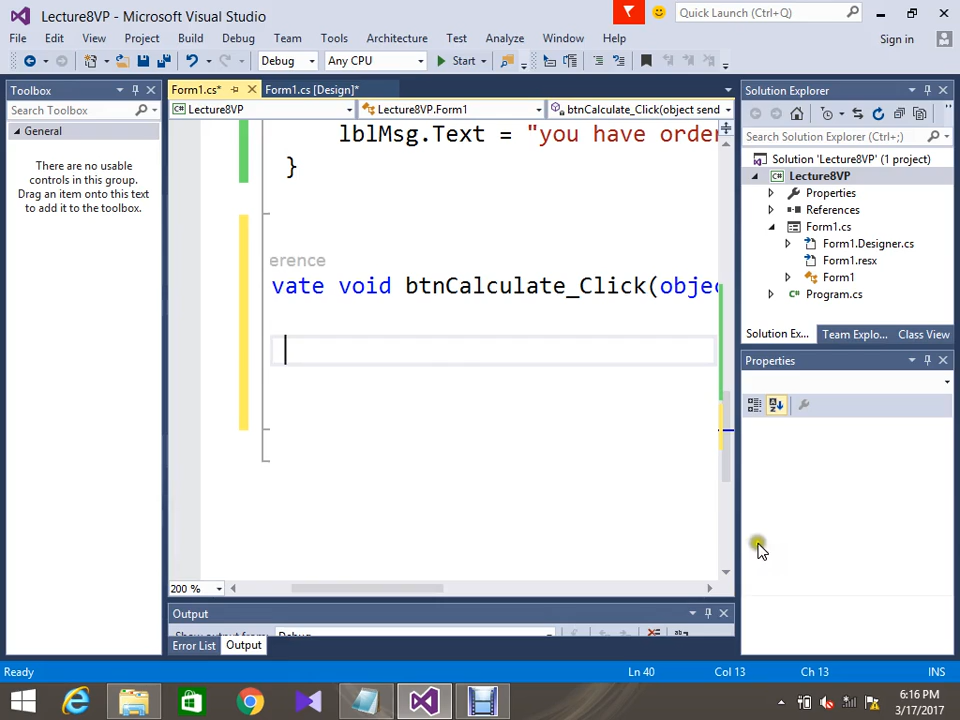 Lecture8VP - Microsoft Visual Studio
Quick Launch (Ctrl+Q)
File Edit View Project Build Debug Team Tools Architecture Test Analyze Window Help
Sign in
Debug Any CPU Start
Toolbox
Search Toolbox
General
There are no usable
controls in this group.
Drag an item onto this text
to add it to the toolbox.
Form1.cs* Form1.cs [Design]*
Lecture8VP Lecture8VP.Form1 btnCalculate_Click(object send
lblMsg.Text = "you have order
}
erence
vate void btnCalculate_Click(objec
200 %
Output
Debug
Error List Output
Solution Explorer
Search Solution Explorer (Ctrl+;)
Solution 'Lecture8VP' (1 project)
Lecture8VP
Properties
References
Form1.cs
Form1.Designer.cs
Form1.resx
Form1
Program.cs
Solution Ex... Team Explo... Class View
Properties
Ready Ln 40 Col 13 Ch 13 INS
6:16 PM
3/17/2017